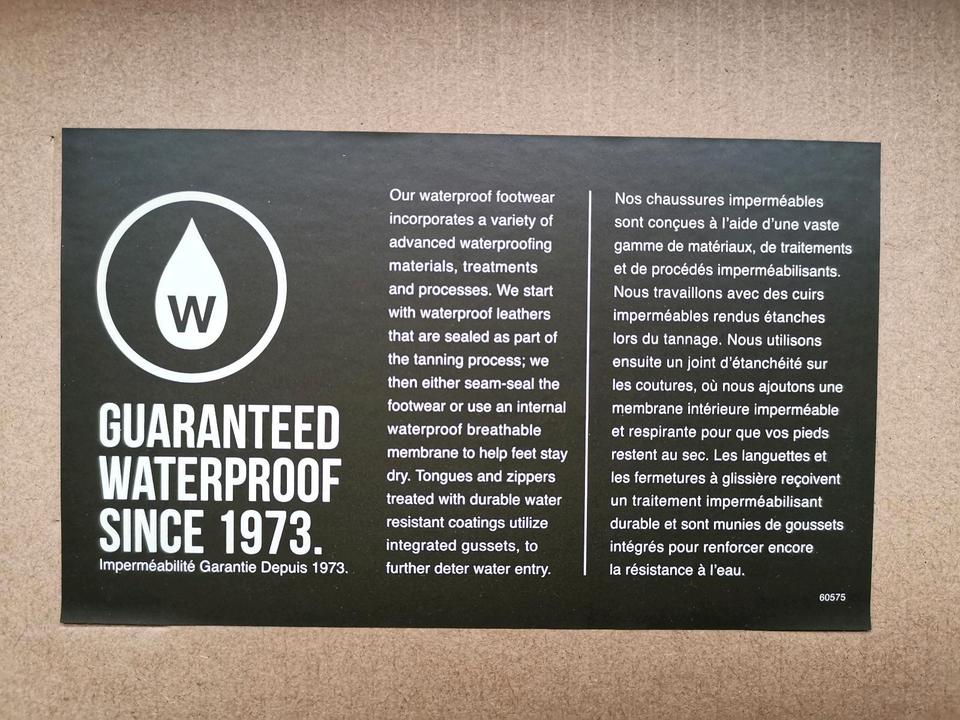 W
GUARANTEED
WATERPROOF
SINCE 1973.
Imperméabilité Garantie Depuis 1973.
Our waterproof footwear
incorporates a variety of
advanced waterproofing
materials, treatments
and processes. We start
with waterproof leathers
that are sealed as part of
the tanning process; we
then either seam-seal the
footwear or use an internal
waterproof breathable
membrane to help feet stay
dry. Tongues and zippers
treated with durable water
resistant coatings utilize
integrated gussets, to
further deter water entry.
Nos chaussures imperméables
sont conçues à l'aide d'une vaste
gamme de matériaux, de traitements
et de procédés imperméabilisants.
Nous travaillons avec des cuirs
imperméables rendus étanches
lors du tannage. Nous utilisons
ensuite un joint d'étanchéité sur
les coutures, où nous ajoutons une
membrane intérieure imperméable
et respirante pour que vos pieds
restent au sec. Les languettes et
les fermetures à glissière reçoivent
un traitement imperméabilisant
durable et sont munies de goussets
intégrés pour renforcer encore
la résistance à l'eau.
60575